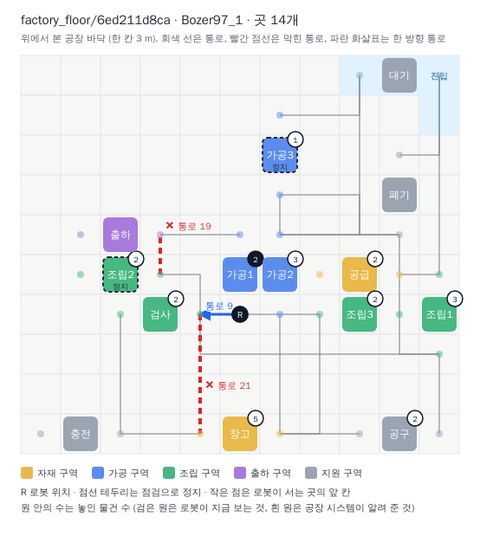 factory_floor/6ed211d8ca · Bozer97_1 · 곳 14개
위에서 본 공장 바닥 (한 칸 3 m). 회색 선은 통로, 빨간 점선은 막힌 통로, 파란 화살표는 한 방향 통로
대기
전립
1
가공3
정지
폐기
출하
✕ 통로 19
2
조립2
정지
2
가공1
3
가공2
2
공급
2
검사
통로 9
R
2
조립3
3
조립1
✕ 통로 21
충전
5
창고
2
공구
자재 구역
가공 구역
조립 구역
출하 구역
지원 구역
R 로봇 위치 · 점선 테두리는 점검으로 정지 · 작은 점은 로봇이 서는 곳의 앞 칸
원 안의 수는 놓인 물건 수 (검은 원은 로봇이 지금 보는 것, 흰 원은 공장 시스템이 알려 준 것)